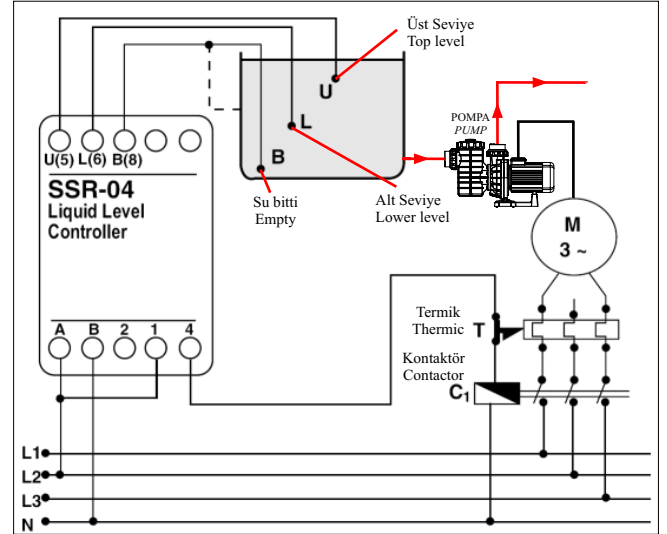 Üst Seviye
Top level
U
L
B
POMPA
PUMP
U(5) L(6) B(8)
SSR-04
Liquid Level
Controller
Su bitti
Empty
Alt Seviye
Lower level
M
3 ~
A B 2 1 4
Termik
Thermic
T
Kontaktör
Contactor
C₁
L1
L2
L3
N